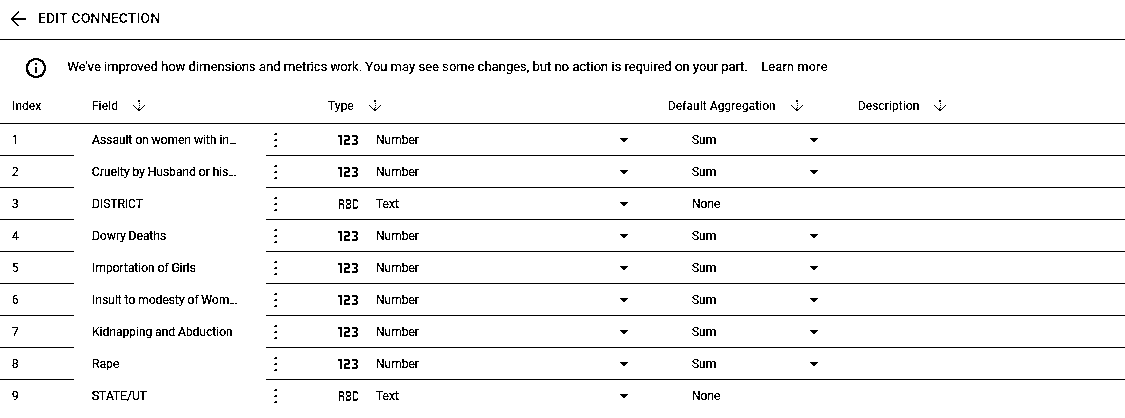 EDIT CONNECTION
We've improved how dimensions and metrics work. You may see some changes, but no action is required on your part. Learn more
Index Field Type Default Aggregation Description
1 Assault on women with in... 123 Number Sum
2 Cruelty by Husband or his... 123 Number Sum
3 DISTRICT RBC Text None
4 Dowry Deaths 123 Number Sum
5 Importation of Girls 123 Number Sum
6 Insult to modesty of Wom... 123 Number Sum
7 Kidnapping and Abduction 123 Number Sum
8 Rape 123 Number Sum
9 STATE/UT RBC Text None